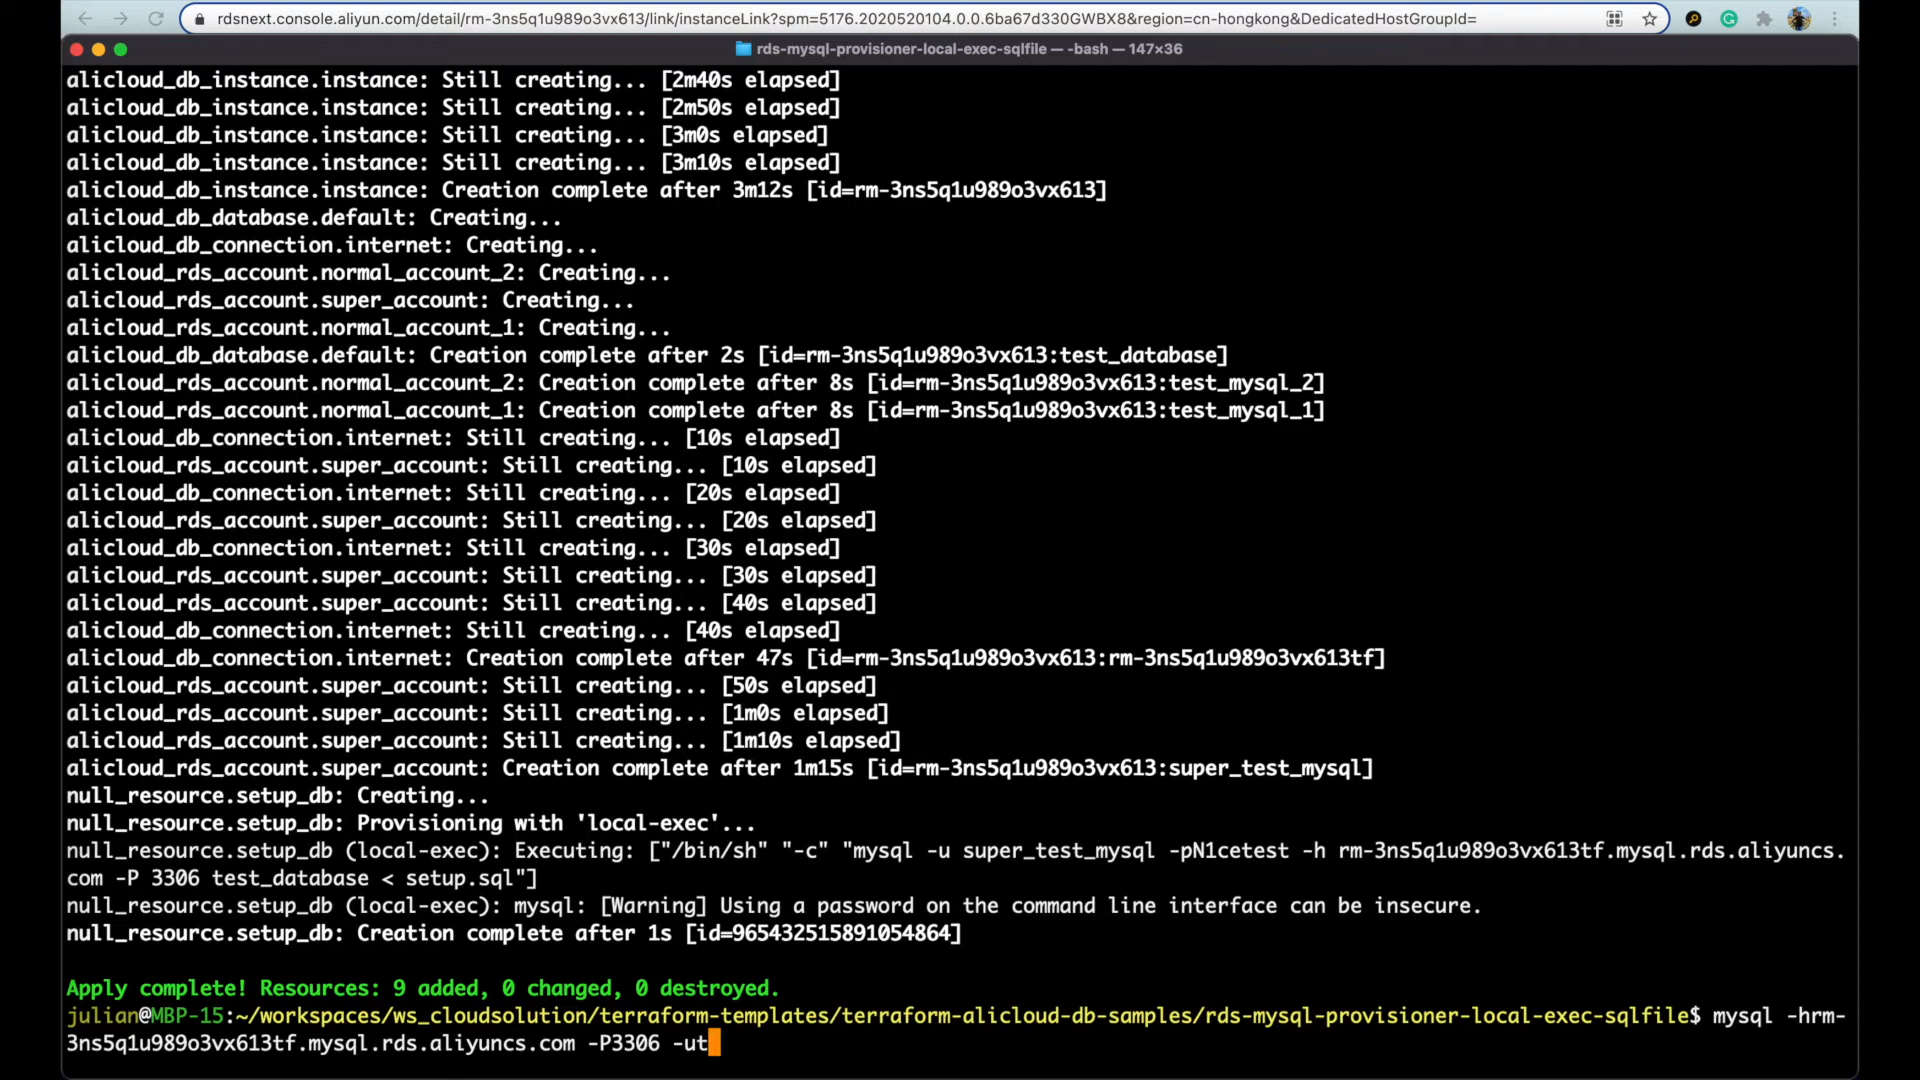 rdsnext.console.aliyun.com/detail/rm-3ns5q1u989o3vx613/link/instanceLink?spm=5176.2020520104.0.0.6ba67d330GWBX8&region=cn-hongkong&DedicatedHostGroupId=
rds-mysql-provisioner-local-exec-sqlfile — -bash — 147×36
alicloud_db_instance.instance: Still creating... [2m40s elapsed]
alicloud_db_instance.instance: Still creating... [2m50s elapsed]
alicloud_db_instance.instance: Still creating... [3m0s elapsed]
alicloud_db_instance.instance: Still creating... [3m10s elapsed]
alicloud_db_instance.instance: Creation complete after 3m12s [id=rm-3ns5q1u989o3vx613]
alicloud_db_database.default: Creating...
alicloud_db_connection.internet: Creating...
alicloud_rds_account.normal_account_2: Creating...
alicloud_rds_account.super_account: Creating...
alicloud_rds_account.normal_account_1: Creating...
alicloud_db_database.default: Creation complete after 2s [id=rm-3ns5q1u989o3vx613:test_database]
alicloud_rds_account.normal_account_2: Creation complete after 8s [id=rm-3ns5q1u989o3vx613:test_mysql_2]
alicloud_rds_account.normal_account_1: Creation complete after 8s [id=rm-3ns5q1u989o3vx613:test_mysql_1]
alicloud_db_connection.internet: Still creating... [10s elapsed]
alicloud_rds_account.super_account: Still creating... [10s elapsed]
alicloud_db_connection.internet: Still creating... [20s elapsed]
alicloud_rds_account.super_account: Still creating... [20s elapsed]
alicloud_db_connection.internet: Still creating... [30s elapsed]
alicloud_rds_account.super_account: Still creating... [30s elapsed]
alicloud_rds_account.super_account: Still creating... [40s elapsed]
alicloud_db_connection.internet: Still creating... [40s elapsed]
alicloud_db_connection.internet: Creation complete after 47s [id=rm-3ns5q1u989o3vx613:rm-3ns5q1u989o3vx613tf]
alicloud_rds_account.super_account: Still creating... [50s elapsed]
alicloud_rds_account.super_account: Still creating... [1m0s elapsed]
alicloud_rds_account.super_account: Still creating... [1m10s elapsed]
alicloud_rds_account.super_account: Creation complete after 1m15s [id=rm-3ns5q1u989o3vx613:super_test_mysql]
null_resource.setup_db: Creating...
null_resource.setup_db: Provisioning with 'local-exec'...
null_resource.setup_db (local-exec): Executing: ["/bin/sh" "-c" "mysql -u super_test_mysql -pN1cetest -h rm-3ns5q1u989o3vx613tf.mysql.rds.aliyuncs.
com -P 3306 test_database < setup.sql"]
null_resource.setup_db (local-exec): mysql: [Warning] Using a password on the command line interface can be insecure.
null_resource.setup_db: Creation complete after 1s [id=965432515891054864]
Apply complete! Resources: 9 added, 0 changed, 0 destroyed.
julian@MBP-15:~/workspaces/ws_cloudsolution/terraform-templates/terraform-alicloud-db-samples/rds-mysql-provisioner-local-exec-sqlfile$ mysql -hrm-
3ns5q1u989o3vx613tf.mysql.rds.aliyuncs.com -P3306 -ut